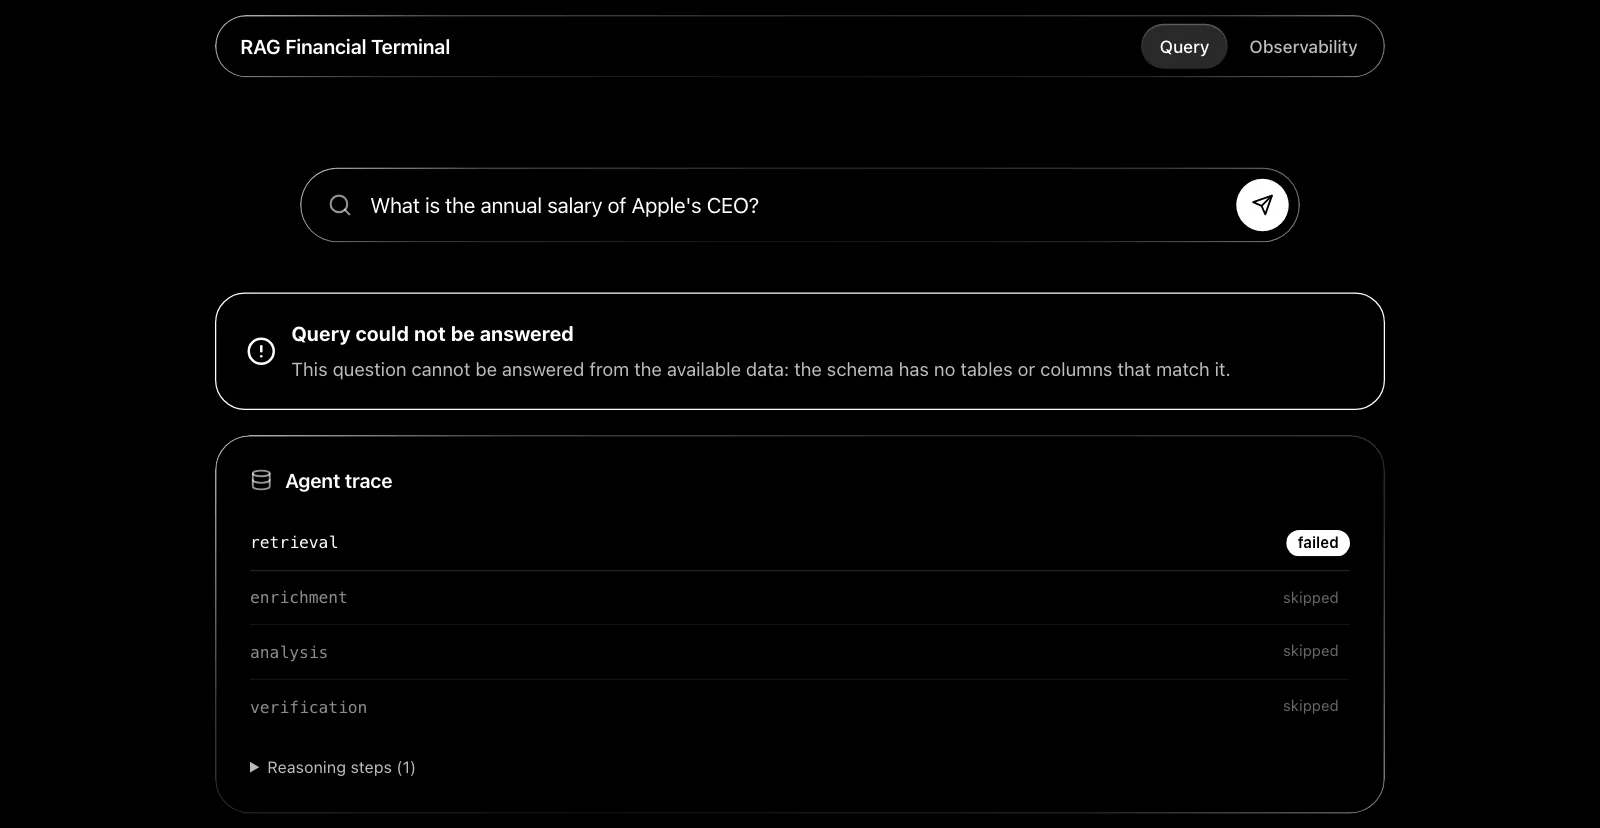 RAG Financial Terminal
Query
Observability
What is the annual salary of Apple's CEO?
Query could not be answered
This question cannot be answered from the available data: the schema has no tables or columns that match it.
Agent trace
retrieval failed
enrichment skipped
analysis skipped
verification skipped
Reasoning steps (1)